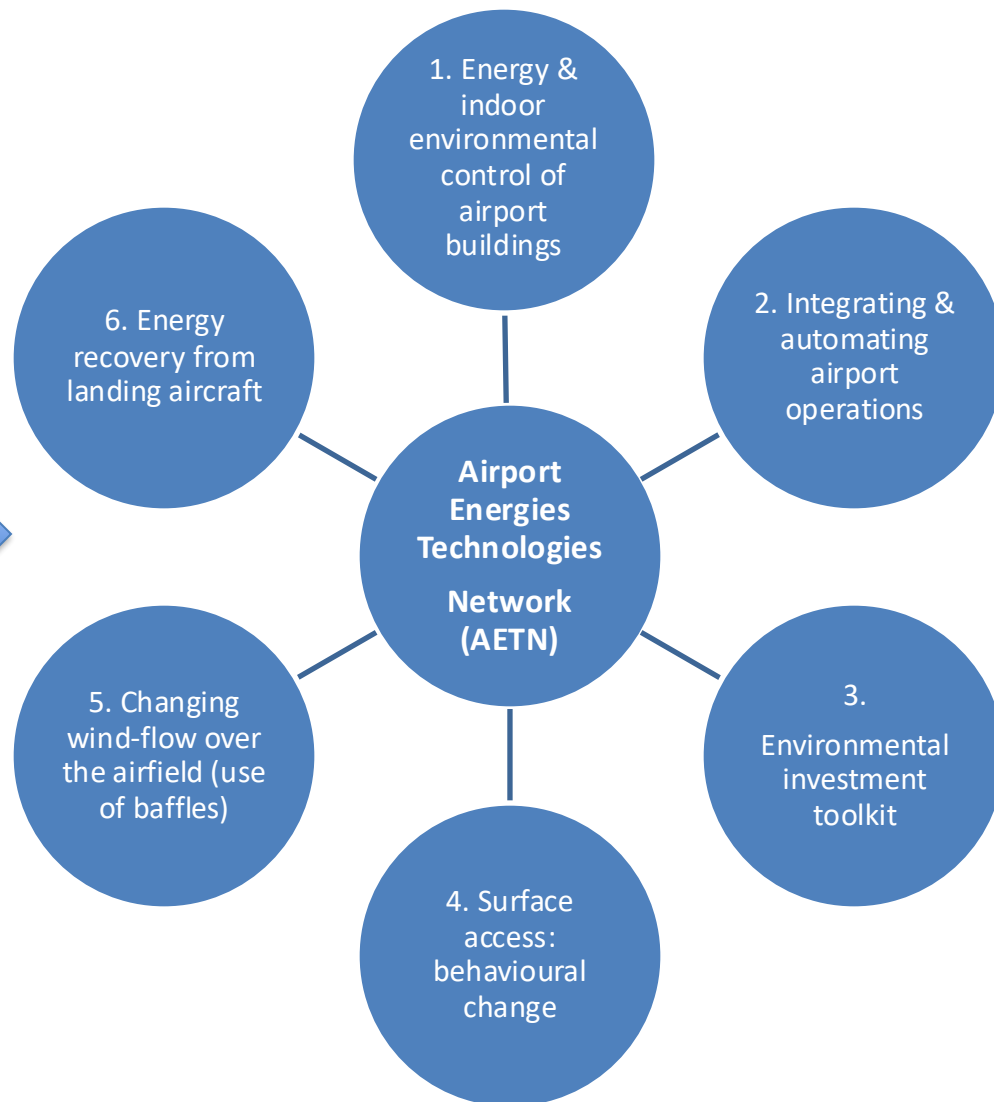 1. Energy &
indoor
environmental
control of
airport
buildings
2. Integrating &
automating
airport
operations
3.
Environmental
investment
toolkit
4. Surface
access:
behavioural
change
5. Changing
wind-flow over
the airfield (use
of baffles)
6. Energy
recovery from
landing aircraft
Airport
Energies
Technologies
Network
(AETN)